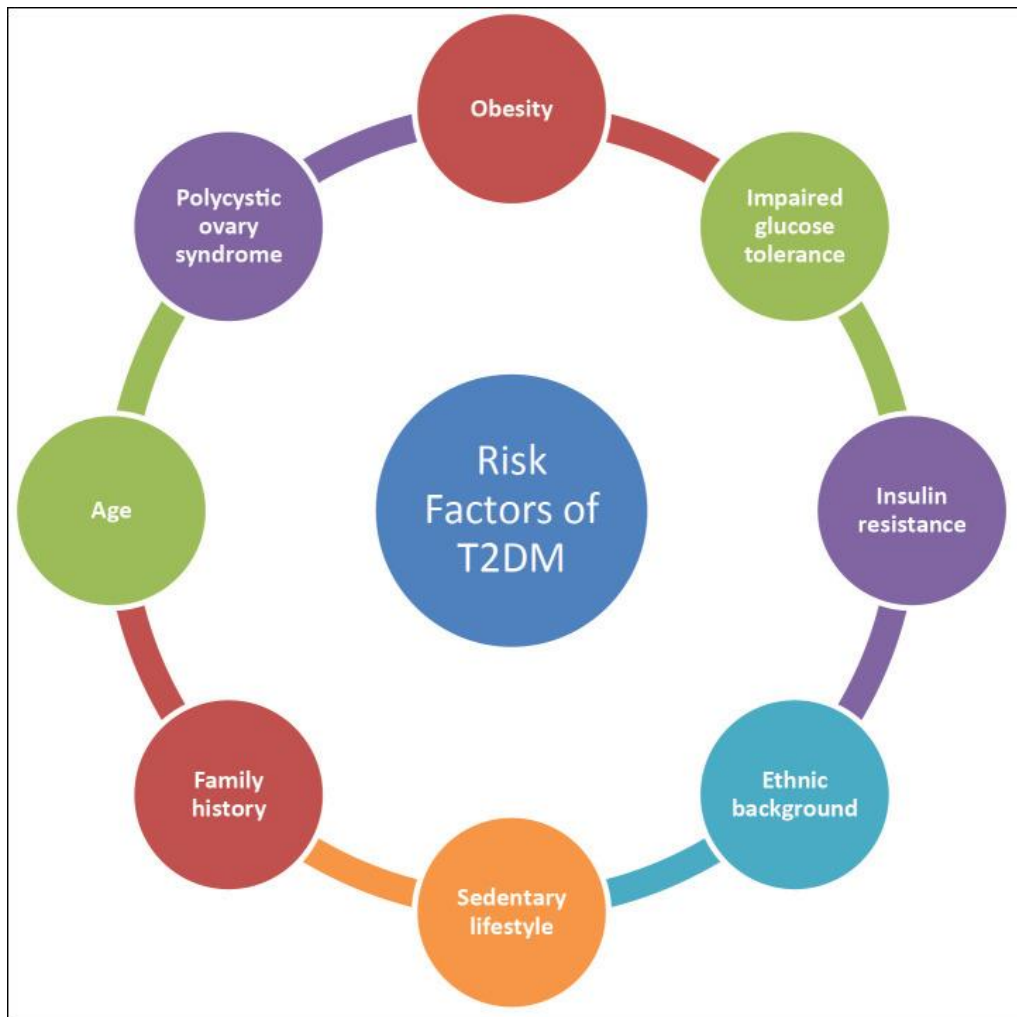 Obesity
Impaired
glucose
tolerance
Insulin
resistance
Ethnic
background
Sedentary
lifestyle
Family
history
Age
Polycystic
ovary
syndrome
Risk
Factors of
T2DM